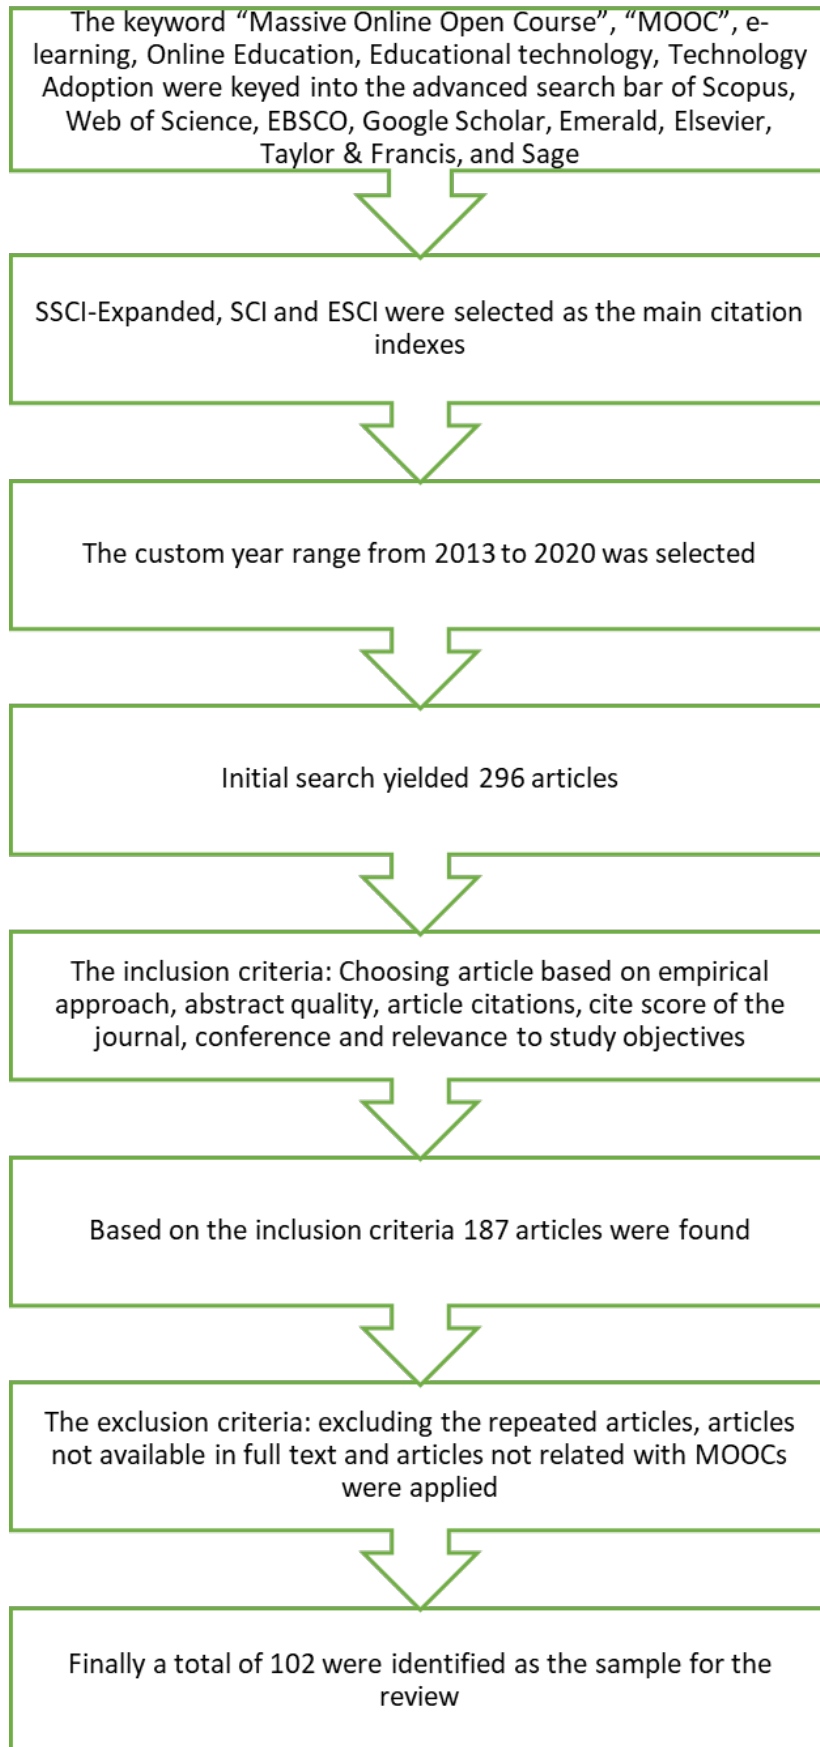 The keyword “Massive Online Open Course”, “MOOC”, e-
learning, Online Education, Educational technology, Technology
Adoption were keyed into the advanced search bar of Scopus,
Web of Science, EBSCO, Google Scholar, Emerald, Elsevier,
Taylor & Francis, and Sage
SSCI-Expanded, SCI and ESCI were selected as the main citation
indexes
The custom year range from 2013 to 2020 was selected
Initial search yielded 296 articles
The inclusion criteria: Choosing article based on empirical
approach, abstract quality, article citations, cite score of the
journal, conference and relevance to study objectives
Based on the inclusion criteria 187 articles were found
The exclusion criteria: excluding the repeated articles, articles
not available in full text and articles not related with MOOCs
were applied
Finally a total of 102 were identified as the sample for the
review